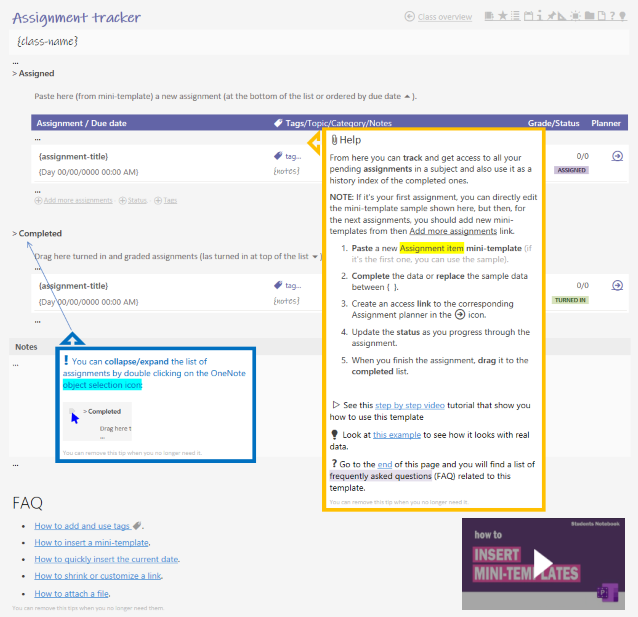 Assignment tracker
Class overview
{class-name}
...
> Assigned
Paste here (from mini-template) a new assignment (at the bottom of the list or ordered by due date ▲ ).
Assignment / Due date Tags/Topic/Category/Notes Grade/Status Planner
...
(assignment-title) tag... 0/0
(Day 00/00/0000 00:00 AM) {notes} ASSIGNED
...
Add more assignments Status Tags
> Completed
Drag here turned in and graded assignments (las turned in at top of the list ▼ )
...
(assignment-title) tag... 0/0
(Day 00/00/0000 00:00 AM) {notes} TURNED IN
...
Notes
...
! You can collapse/expand the list of
assignments by double clicking on the OneNote
object selection icon:
> Completed
Drag here t
...
You can remove this tip when you no longer need it.
...
Help
From here you can track and get access to all your
pending assignments in a subject and also use it as a
history index of the completed ones.
NOTE: If it's your first assignment, you can directly edit
the mini-template sample shown here, but then, for
the next assignments, you should add new mini-
templates from then Add more assignments link.
1. Paste a new Assignment item mini-template (if
it's the first one, you can use the sample).
2. Complete the data or replace the sample data
between { }.
3. Create an access link to the corresponding
Assignment planner in the icon.
4. Update the status as you progress through the
assignment.
5. When you finish the assignment, drag it to the
completed list.
See this step by step video tutorial that show you
how to use this template
Look at this example to see how it looks with real
data.
? Go to the end of this page and you will find a list of
frequently asked questions (FAQ) related to this
template.
You can remove this tip when you no longer need it
FAQ
• How to add and use tags .
• How to insert a mini-template.
• How to quickly insert the current date.
• How to shrink or customize a link.
• How to attach a file.
You can remove this tips when you no longer need them
Students Notebook
how to
INSERT
MINI-TEMPLATES